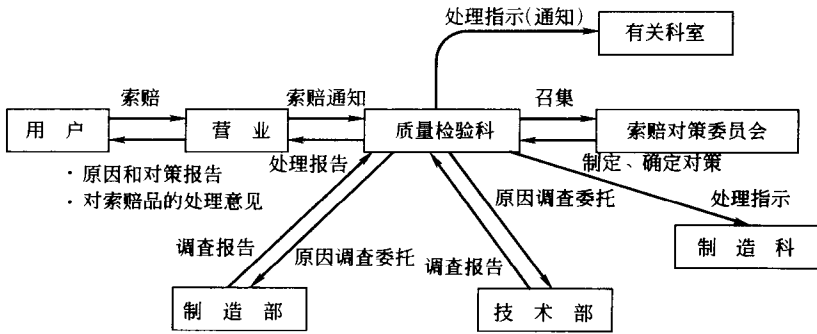 处理指示(通知)
有关科室
索赔
索赔通知
召集
用户
营业
质量检验科
索赔对策委员会
处理报告
制定、确定对策
· 原因和对策报告
· 对索赔品的处理意见
原因调查委托
处理指示
调查报告
原因调查委托
调查报告
制造科
制造部
技术部